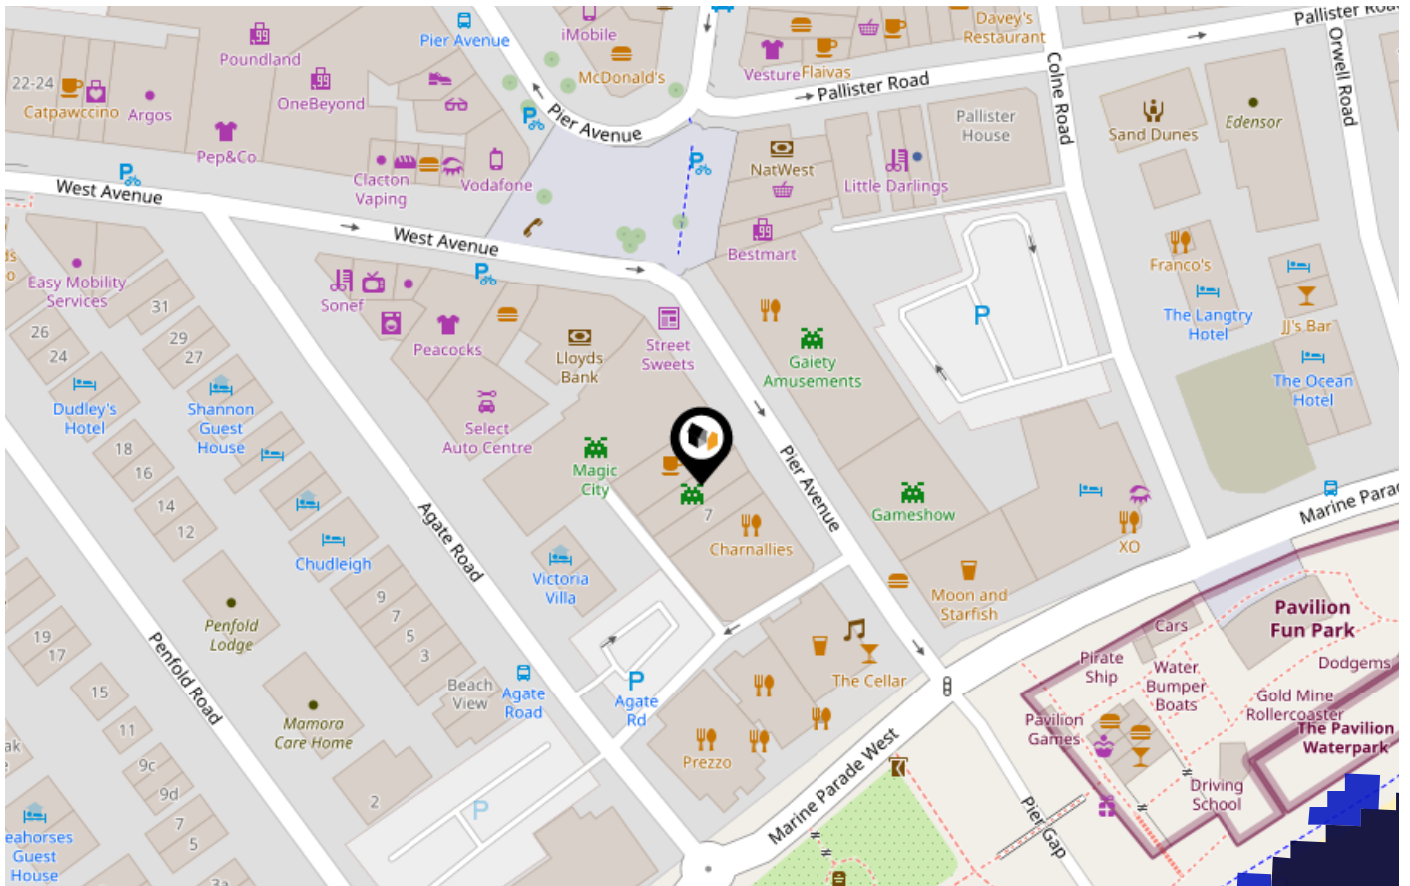 Pallister Road
Davey's
Restaurant
iMobile
Pier Avenue
Poundland
McDonald's
Vesture
Flaivas
Pallister Road
Colne Road
Orwell Road
22-24
OneBeyond
Catpawccino
Argos
Pier Avenue
Pallister
House
Sand Dunes
Edensor
Pep&Co
NatWest
Clacton
Vaping
Vodafone
Little Darlings
West Avenue
West Avenue
Bestmart
Franco's
Easy Mobility
Services
31
Sonef
The Langtry
Hotel
JJ's Bar
26
29
24
27
Peacocks
Lloyds
Bank
Street
Sweets
Gaiety
Amusements
The Ocean
Hotel
Dudley's
Hotel
Shannon
Guest
House
Select
Auto Centre
18
16
Magic
City
Pier Avenue
14
12
7
Gameshow
Marine Para
Agate Road
Charnallies
XO
Chudleigh
Victoria
Villa
Moon and
Starfish
9
7
5
3
Penfold
Lodge
Pavilion
Fun Park
Cars
19
17
Penfold Road
Pirate
Ship
Water
Bumper
Boats
Dodgems
The Cellar
Beach
View
Agate
Road
P
Agate
Rd
15
Gold Mine
Rollercoaster
11
Mamora
Care Home
Pavilion
Games
The Pavilion
Waterpark
Prezzo
9c
9d
2
Marine Parade West
Driving
School
7
5
Pier Gap
eahorses
Guest
House
3a